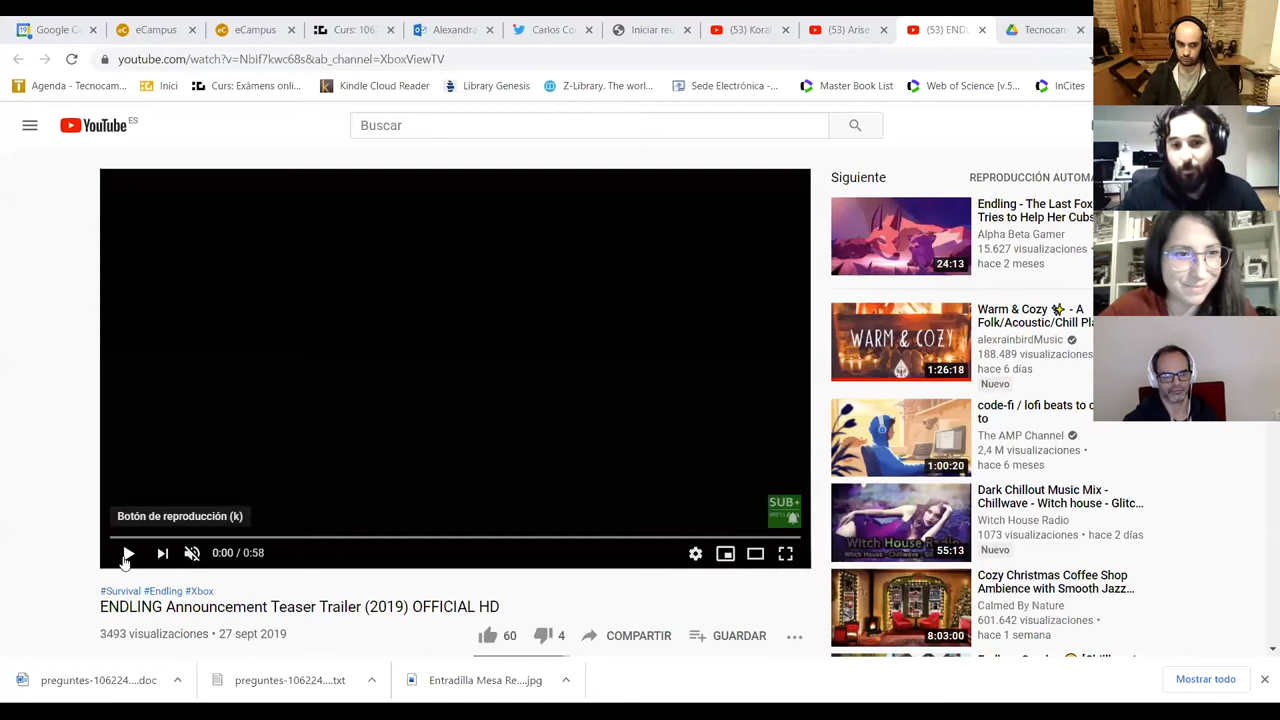 Google C
eCampus
eCampus
Curs: 106
Alexandra
Carlos Co
Iniciar re
(53) Kora
(53) Arise
(53) ENDL
Tecnocam
youtube.com/watch?v=Nbif7kwc68s&ab_channel=XboxViewTV
Agenda - Tecnocam...
Inici
Curs: Exàmens onli...
Kindle Cloud Reader
Library Genesis
Z-Library. The worl...
Sede Electrónica -...
Master Book List
Web of Science [v.5...
InCites
YouTube ES
Buscar
Siguiente
REPRODUCCIÓN AUTOMA
Endling - The Last Fox
Tries to Help Her Cubs
Alpha Beta Gamer
15.627 visualizaciones •
hace 2 meses
24:13
Warm & Cozy ✨ - A
Folk/Acoustic/Chill Pla
alexrainbirdMusic
188.489 visualizaciones
hace 6 días
Nuevo
WARM & COZY
1:26:18
code-fi / lofi beats to c
to
The AMP Channel
2,4 M visualizaciones •
hace 6 meses
1:00:20
Dark Chillout Music Mix -
Chillwave - Witch house - Glitc...
Witch House Radio
1073 visualizaciones • hace 2 días
Nuevo
Witch House Radio
55:13
Cozy Christmas Coffee Shop
Ambience with Smooth Jazz...
Calmed By Nature
601.642 visualizaciones •
hace 1 semana
8:03:00
SUB+
Botón de reproducción (k)
0:00 / 0:58
#Survival #Endling #Xbox
ENDLING Announcement Teaser Trailer (2019) OFFICIAL HD
3493 visualizaciones • 27 sept 2019
60
4
COMPARTIR
GUARDAR
preguntes-106224....doc
preguntes-106224....txt
Entradilla Mesa Re....jpg
Mostrar todo